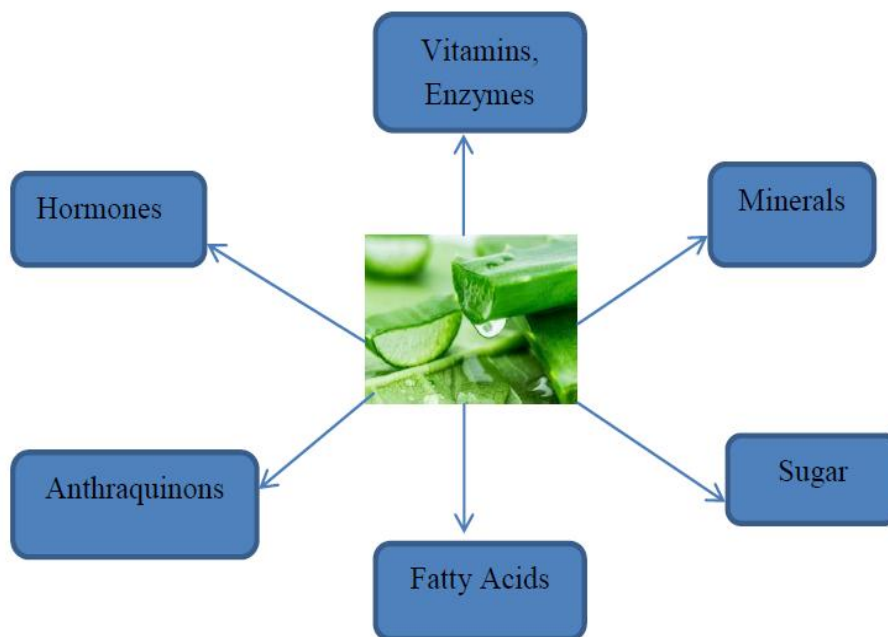 Vitamins,
Enzymes
Hormones
Minerals
Anthraquinons
Sugar
Fatty Acids